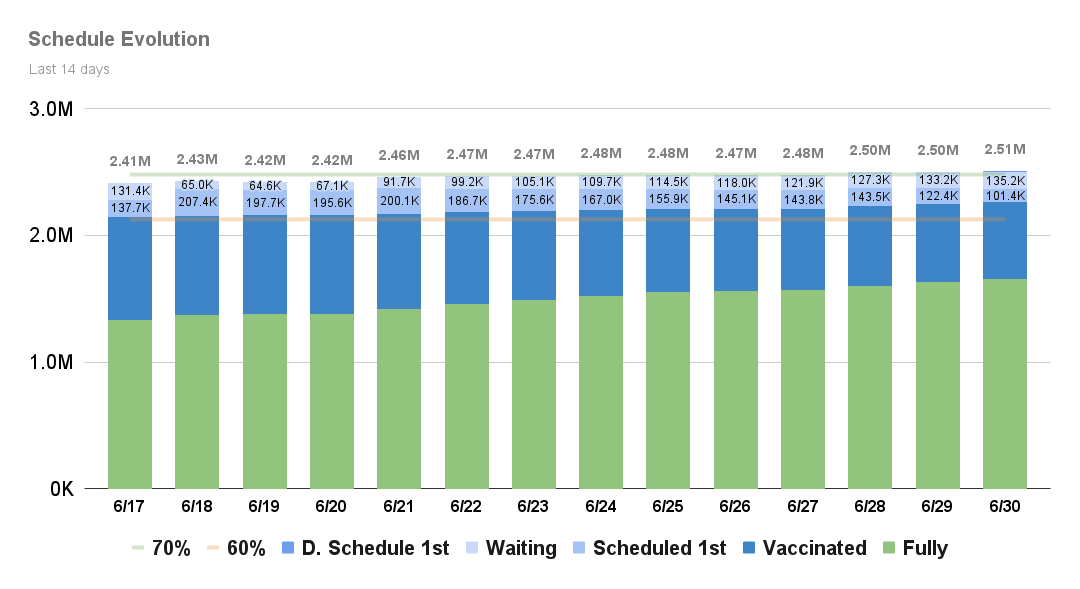 Schedule Evolution
Last 14 days
3.0M
2.41M 2.43M 2.42M 2.42M 2.46M 2.47M 2.47M 2.48M 2.48M 2.47M 2.48M 2.50M 2.50M 2.51M
131.4K 65.0K 64.6K 67.1K 91.7K 99.2K 105.1K 109.7K 114.5K 118.0K 121.9K 127.3K 133.2K 135.2K
137.7K 207.4K 197.7K 195.6K 200.1K 186.7K 175.6K 167.0K 155.9K 145.1K 143.8K 143.5K 122.4K 101.4K
2.0M
1.0M
0K
6/17 6/18 6/19 6/20 6/21 6/22 6/23 6/24 6/25 6/26 6/27 6/28 6/29 6/30
70% 60% D. Schedule 1st Waiting Scheduled 1st Vaccinated Fully